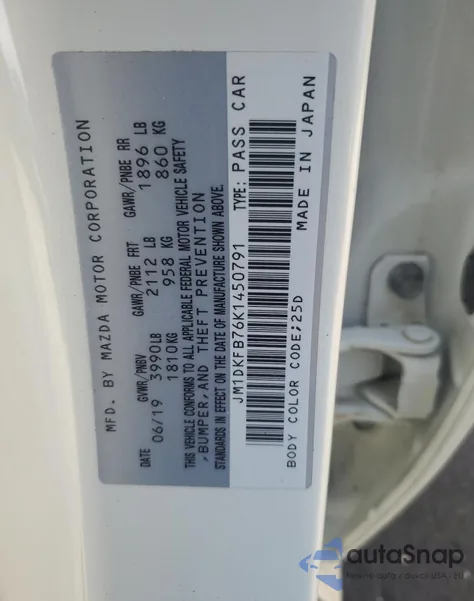 MFD. BY MAZDA MOTOR CORPORATION
DATE GVWR/PNBV GAWR/PNBE FRT GAWR/PNBE RR
06/19 3990LB 2112 LB 1896 LB
1810KG 958 KG 860 KG
THIS VEHICLE CONFORMS TO ALL APPLICABLE FEDERAL MOTOR VEHICLE SAFETY
,BUMPER,AND THEFT PREVENTION
STANDARDS IN EFFECT ON THE DATE OF MANUFACTURE SHOWN ABOVE.
JM1DKFB76K1450791 TYPE: PASS CAR
BODY COLOR CODE;25D MADE IN JAPAN
autoSnap